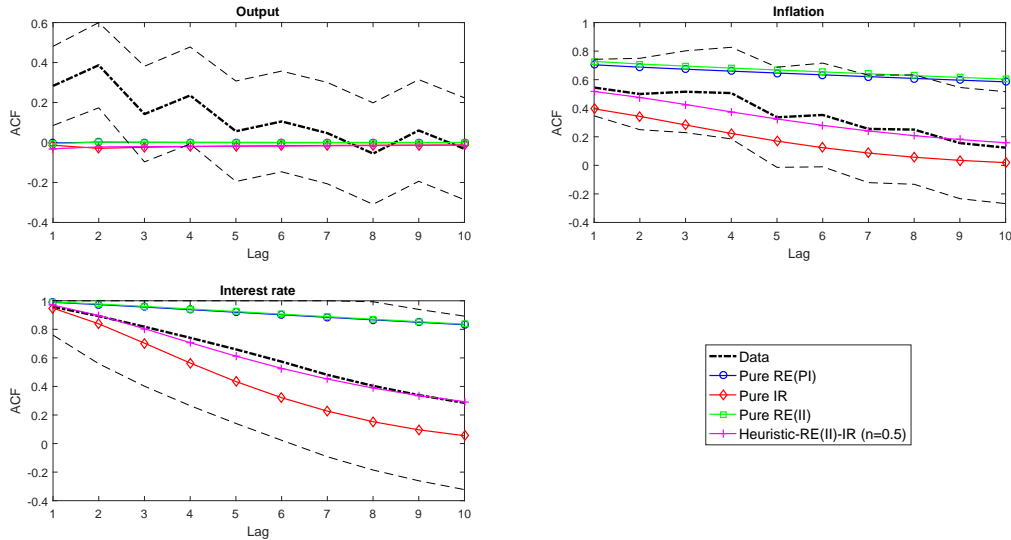 Output
0.6
0.4
0.2
0
-0.2
-0.4
ACF
1 2 3 4 5 6 7 8 9 10
Lag
Inflation
1
0.8
0.6
0.4
0.2
0
-0.2
-0.4
ACF
1 2 3 4 5 6 7 8 9 10
Lag
Interest rate
1
0.8
0.6
0.4
0.2
0
-0.2
-0.4
ACF
1 2 3 4 5 6 7 8 9 10
Lag
Data
Pure RE(PI)
Pure IR
Pure RE(II)
Heuristic-RE(II)-IR (n=0.5)